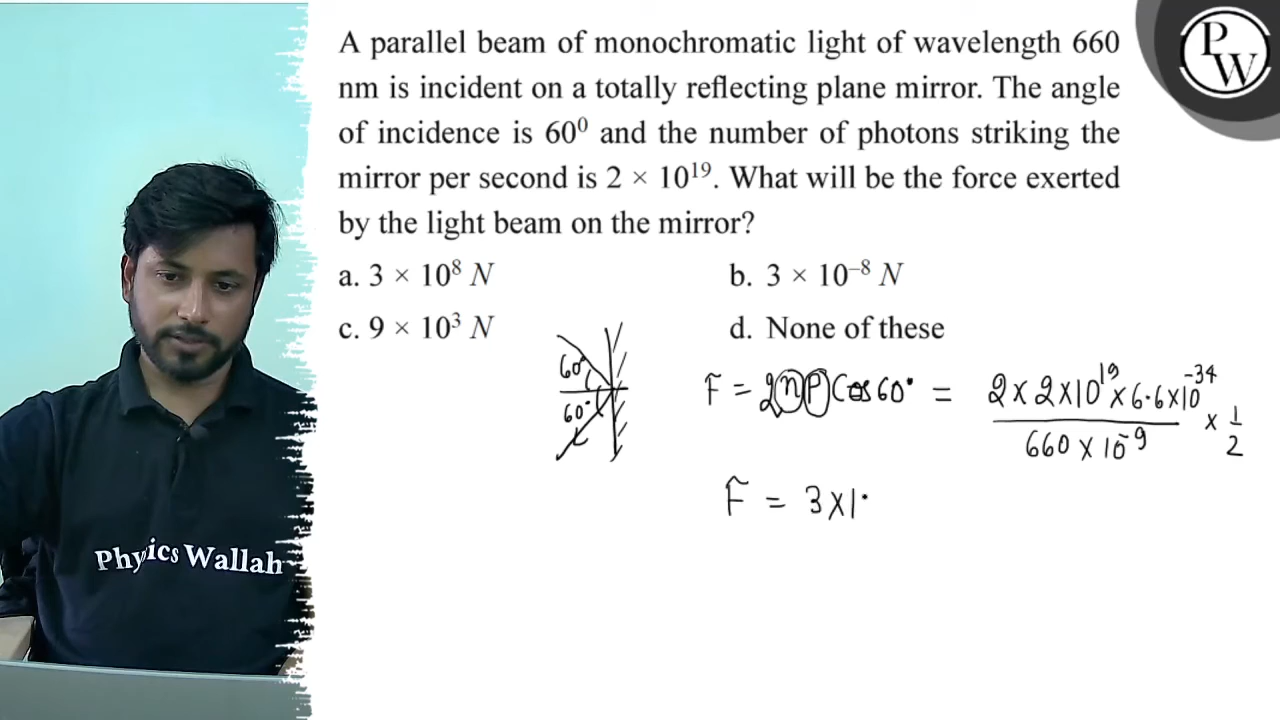 A parallel beam of monochromatic light of wavelength 660
nm is incident on a totally reflecting plane mirror. The angle
of incidence is 60⁰ and the number of photons striking the
mirror per second is 2 × 10¹⁹. What will be the force exerted
by the light beam on the mirror?
a. 3 × 10⁸ N
b. 3 × 10⁻⁸ N
c. 9 × 10³ N
d. None of these
60°
60°
F = 2nP Cos 60° = 2 × 2 × 10¹⁹ × 6.6 × 10⁻³⁴ / 660 × 10⁻⁹ × 1/2
F = 3 × 1
Physics Wallah
PW